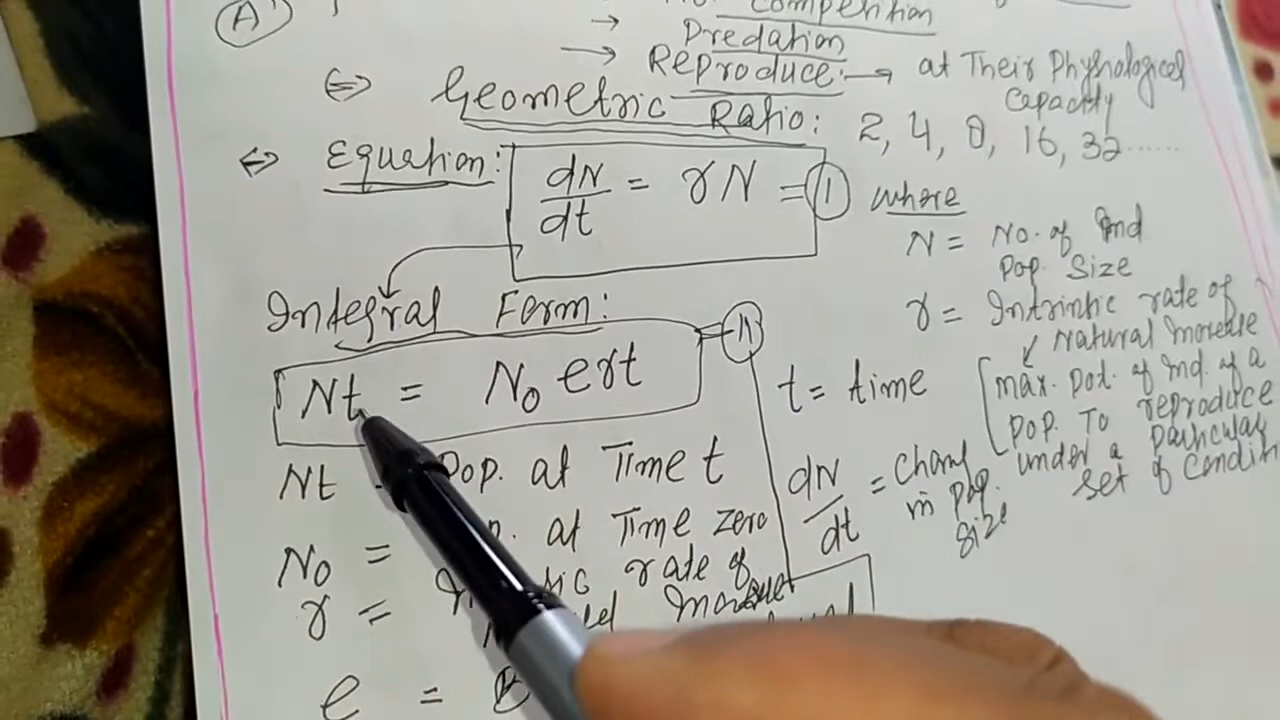 A
→ Competition
→ Predation
→ Reproduce: → at Their Physiological Capacity
⇔ Geometric Ratio: 2, 4, 8, 16, 32......
⇔ Equation: dN/dt = rN = (I)
where
N = No. of Ind
Pop. Size
r = Intrinsic rate of
Natural Increase
[max. pot. of Ind. of a
pop. To reproduce
under a particular
set of Condin
Integral Form:
Nt = N₀ ert = (II)
t = time
dN/dt = Chang in pop. size
Nt = Pop. at Time t
N₀ = at Time zero
r = rate of
e =